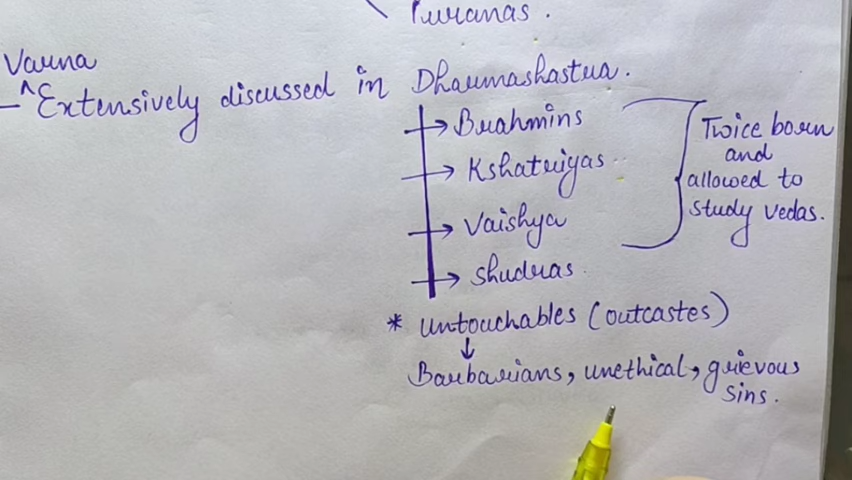 Puranas.
Varna
- ^ Extensively discussed in Dharmashastra.
→ Brahmins
→ Kshatriyas
→ Vaishya
→ Shudras
Twice born
and
allowed to
study vedas.
* Untouchables (outcastes)
↓
Barbarians, unethical, grievous
sins.